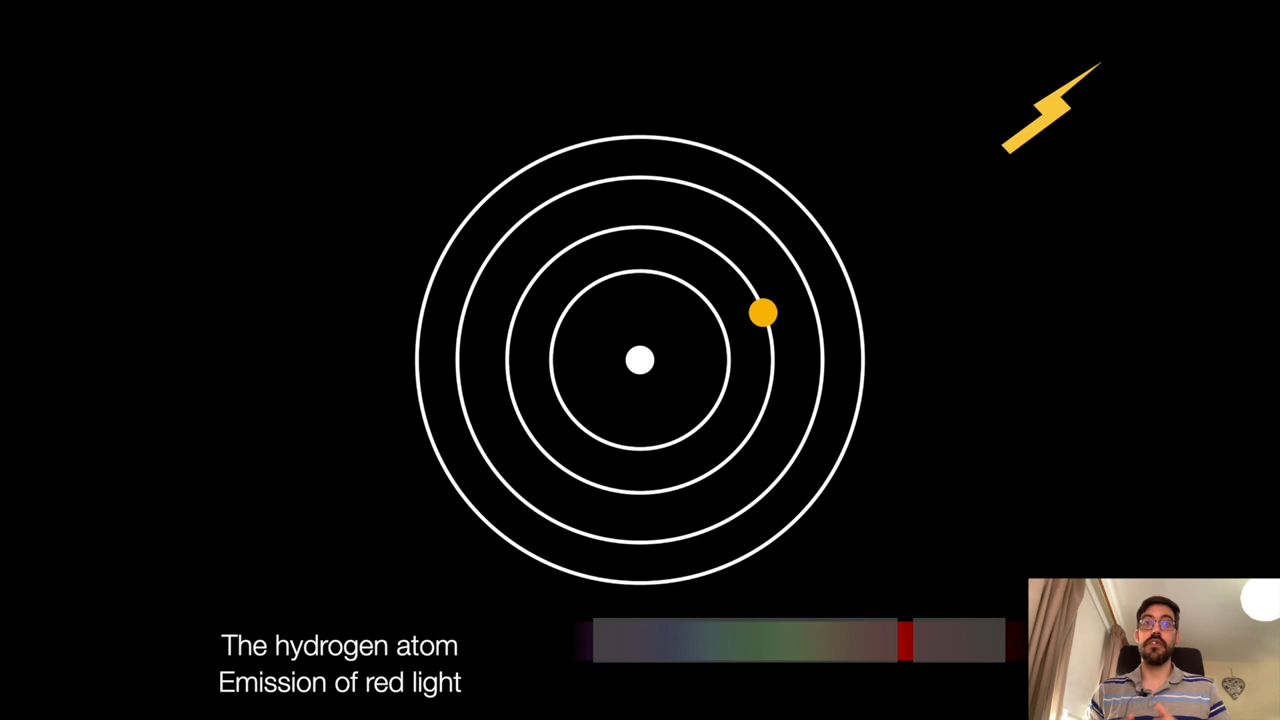 The hydrogen atom
Emission of red light